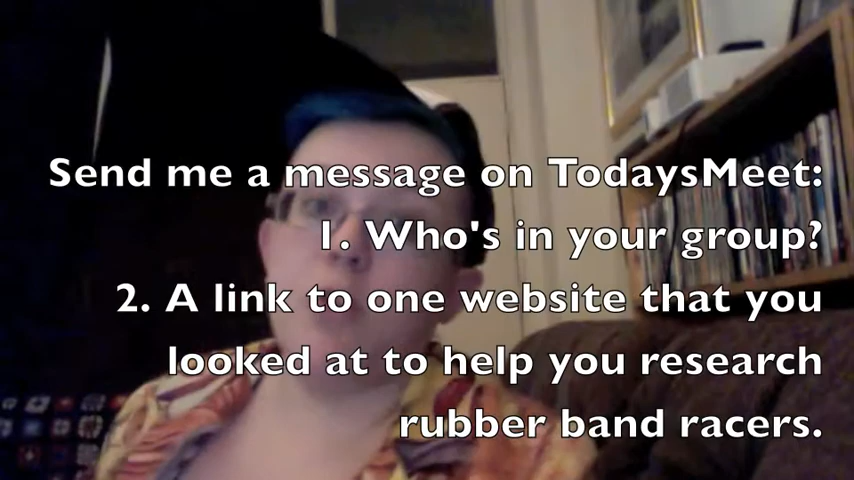 Send me a message on TodaysMeet:
1. Who's in your group?
2. A link to one website that you
looked at to help you research
rubber band racers.